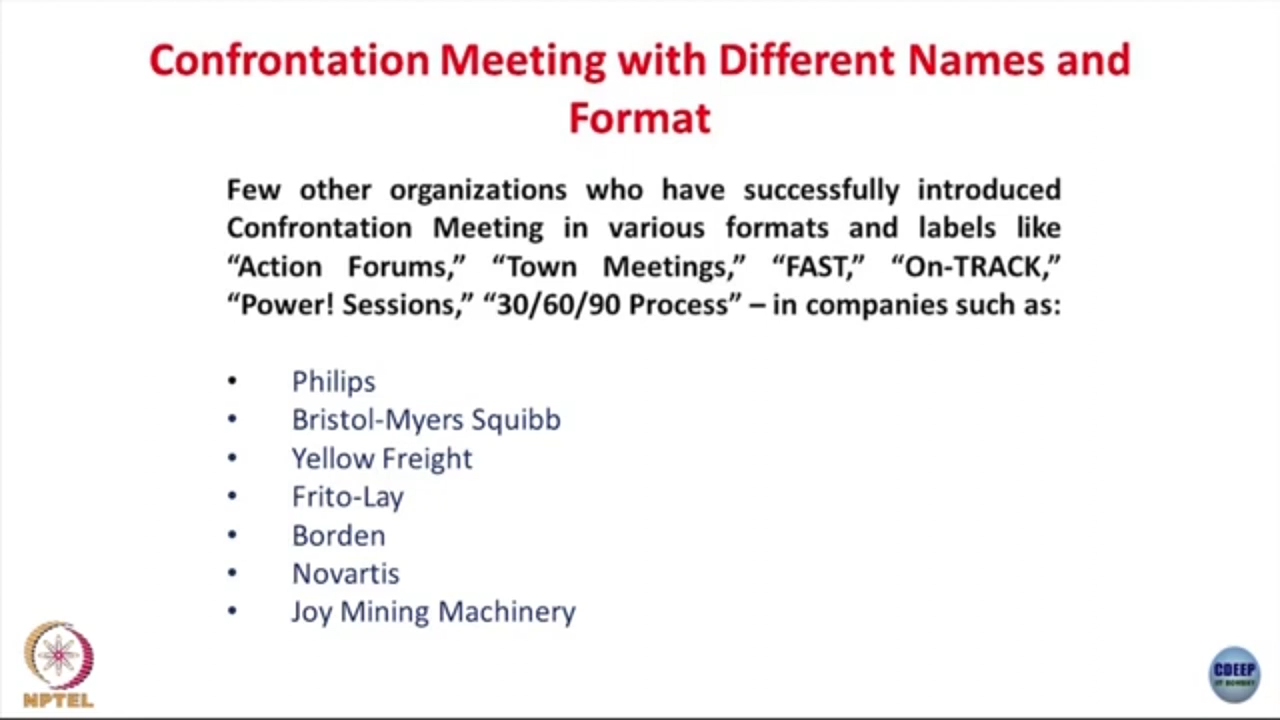 Confrontation Meeting with Different Names and
Format
Few other organizations who have successfully introduced
Confrontation Meeting in various formats and labels like
“Action Forums,” “Town Meetings,” “FAST,” “On-TRACK,”
“Power! Sessions,” “30/60/90 Process” – in companies such as:
• Philips
• Bristol-Myers Squibb
• Yellow Freight
• Frito-Lay
• Borden
• Novartis
• Joy Mining Machinery
NPTEL
CDEEP
IIT BOMBAY